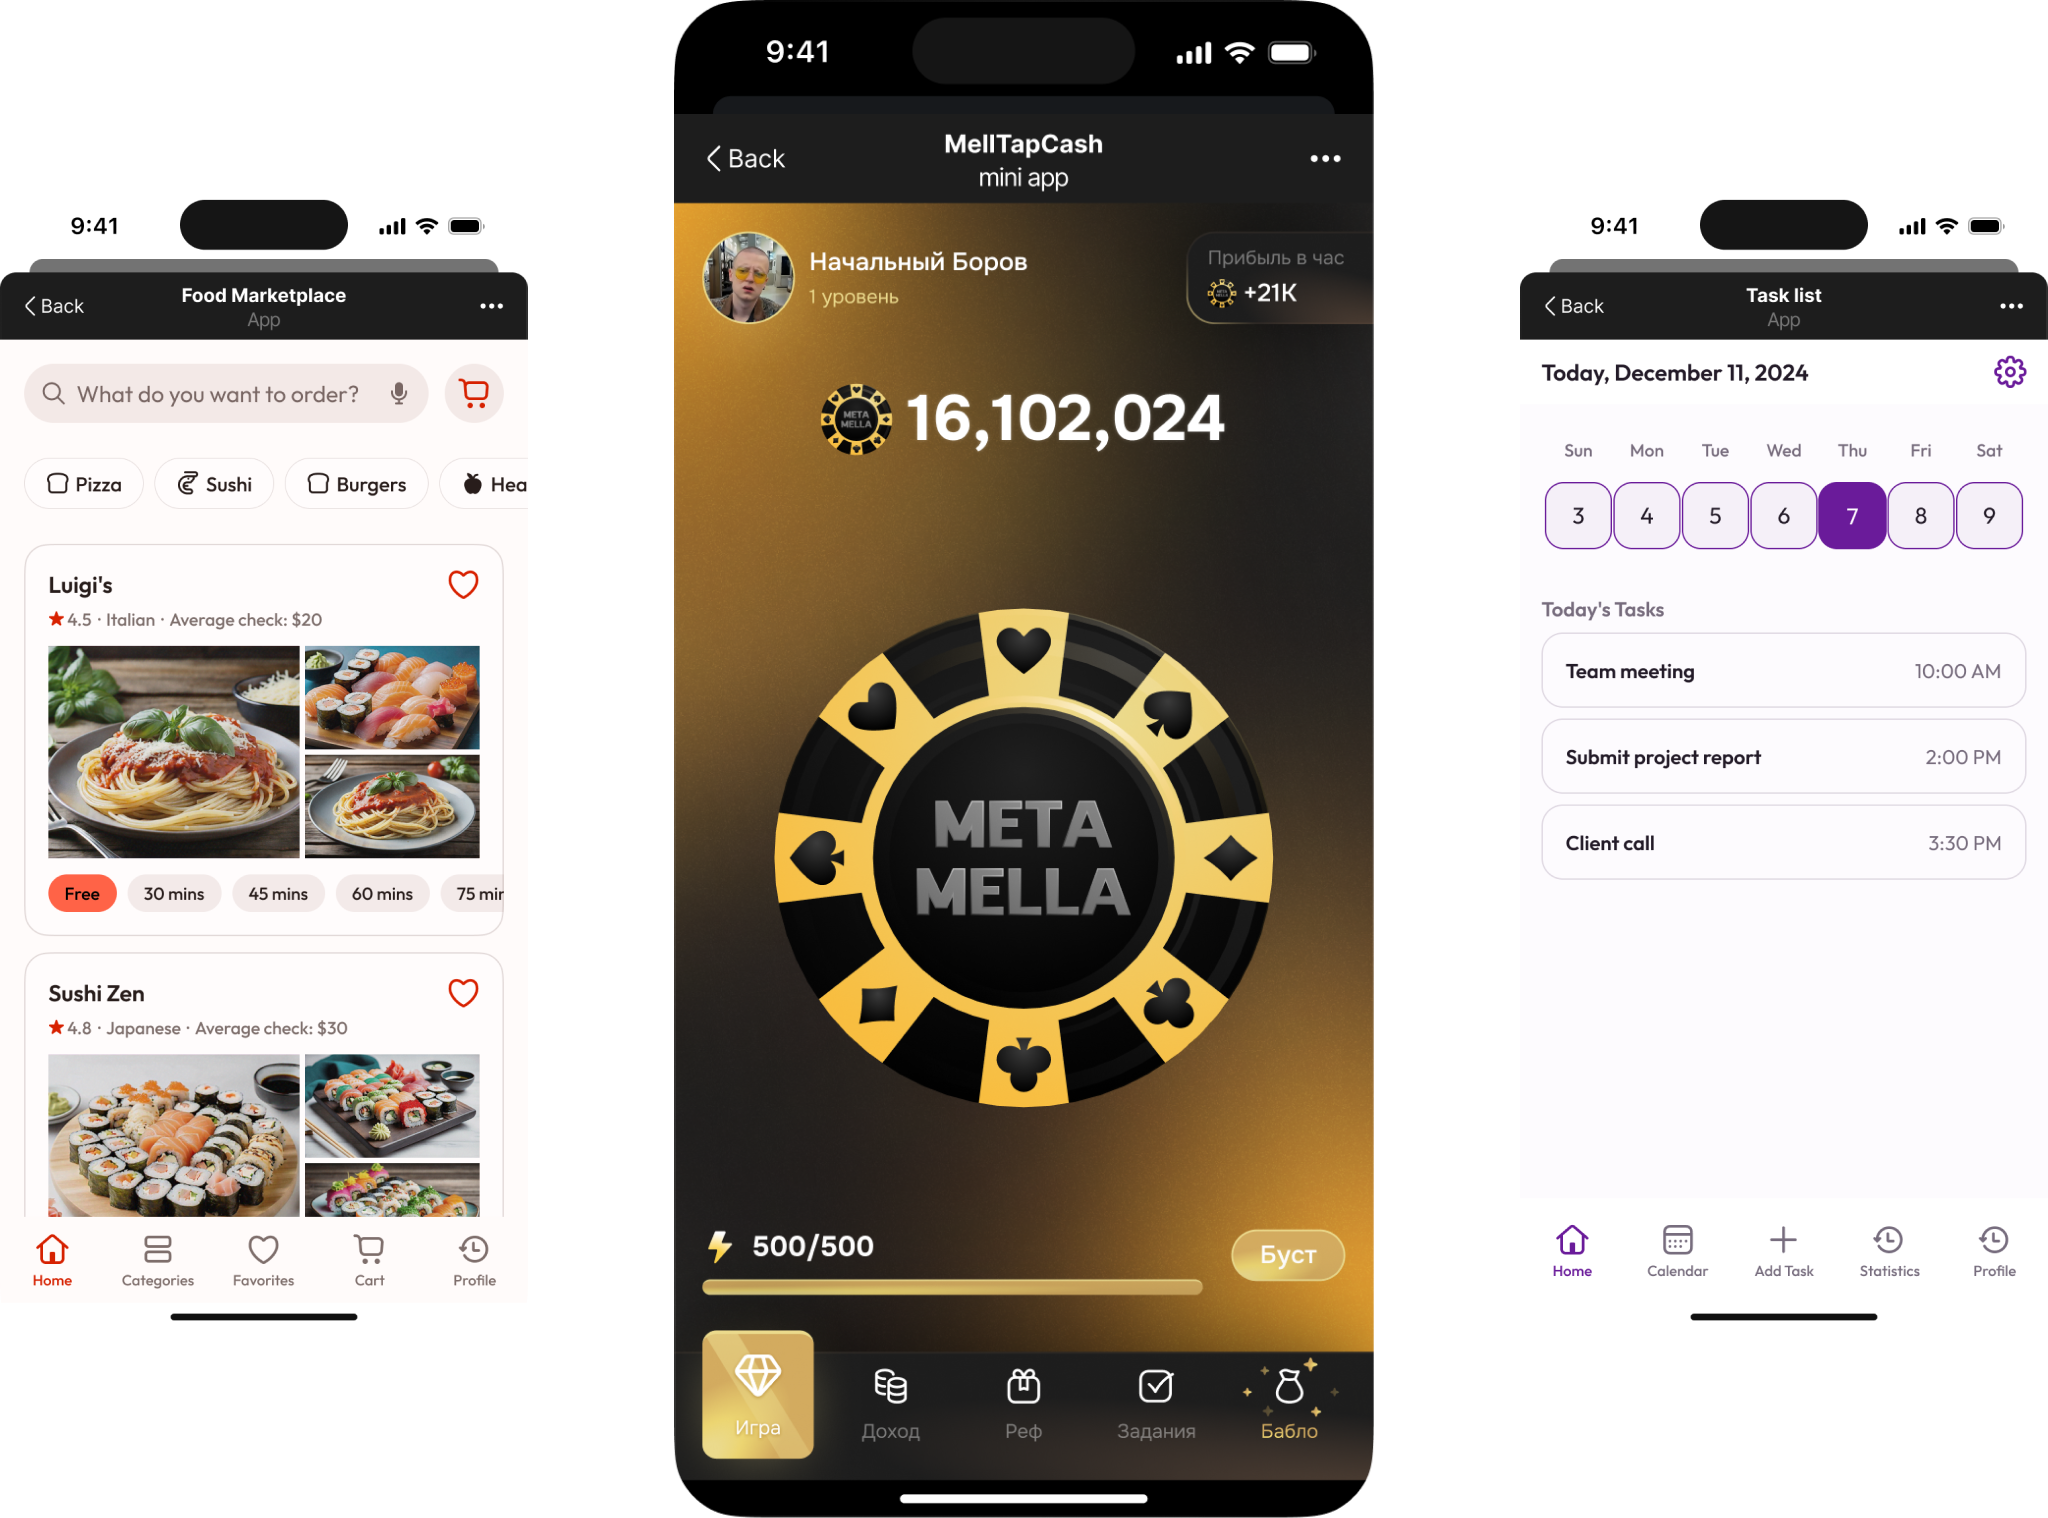 9:41
Back
Food Marketplace
App
What do you want to order?
Pizza
Sushi
Burgers
Hea
Luigi's
4.5 · Italian · Average check: $20
Free
30 mins
45 mins
60 mins
75 mir
Sushi Zen
4.8 · Japanese · Average check: $30
Home
Categories
Favorites
Cart
Profile
9:41
Back
MellTapCash
mini app
Начальный Боров
1 уровень
Прибыль в час
META
MELLA
+21K
META
MELLA
16,102,024
META
MELLA
500/500
Буст
Игра
Доход
Реф
Задания
Бабло
9:41
Back
Task list
App
Today, December 11, 2024
Sun
Mon
Tue
Wed
Thu
Fri
Sat
3
4
5
6
7
8
9
Today's Tasks
Team meeting
10:00 AM
Submit project report
2:00 PM
Client call
3:30 PM
Home
Calendar
Add Task
Statistics
Profile